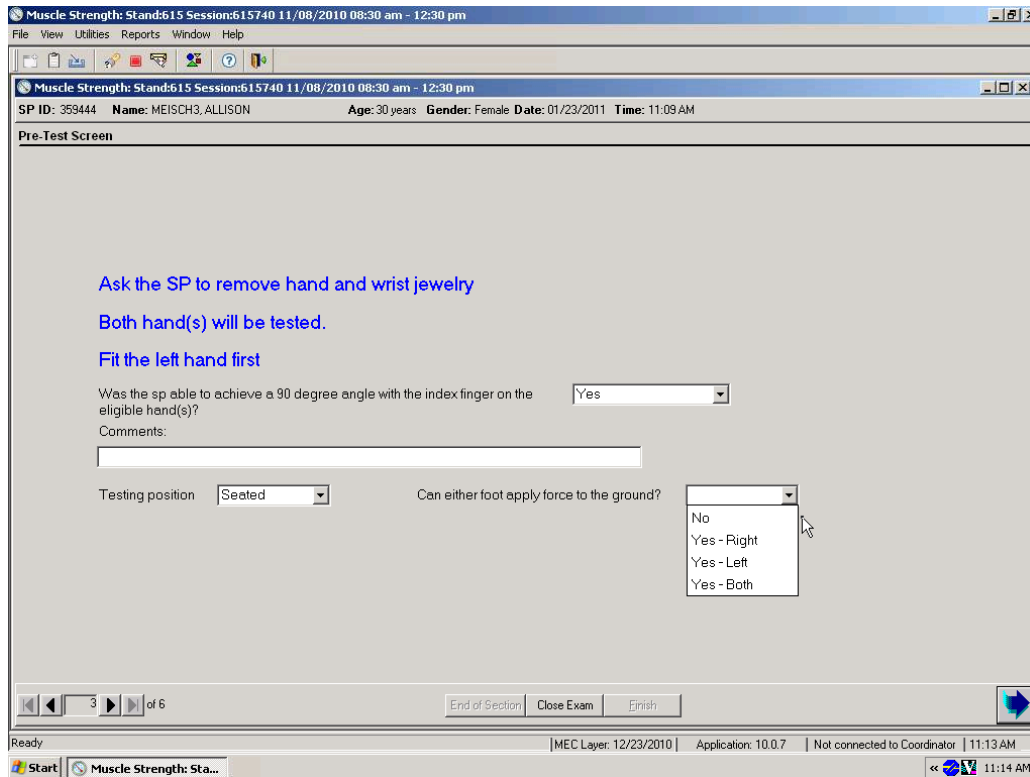 Muscle Strength: Stand:615 Session:615740 11/08/2010 08:30 am - 12:30 pm
File View Utilities Reports Window Help
Muscle Strength: Stand:615 Session:615740 11/08/2010 08:30 am - 12:30 pm
SP ID: 359444 Name: MEISCH3, ALLISON Age: 30 years Gender: Female Date: 01/23/2011 Time: 11:09 AM
Pre-Test Screen
Ask the SP to remove hand and wrist jewelry
Both hand(s) will be tested.
Fit the left hand first
Was the sp able to achieve a 90 degree angle with the index finger on the Yes
eligible hand(s)?
Comments:
Testing position Seated Can either foot apply force to the ground?
No
Yes - Right
Yes - Left
Yes - Both
3 of 6 End of Section Close Exam Finish
Ready MEC Layer: 12/23/2010 Application: 10.0.7 Not connected to Coordinator 11:13 AM
Start Muscle Strength: Sta... « 11:14 AM